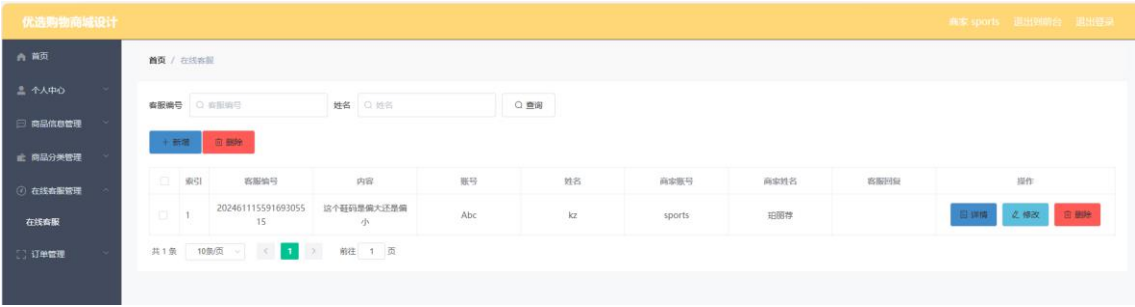 优选购物商城设计
商家 sports 退出到前台 退出登录
首页
个人中心
商品信息管理
商品分类管理
在线客服管理
在线客服
订单管理
首页 / 在线客服
客服编号 客服编号 姓名 姓名 查询
+ 新增 删除
索引 客服编号 内容 账号 姓名 商家账号 商家姓名 客服回复 操作
1 202461115591693055 这个鞋码是偏大还是偏 Abc kz sports 珀丽荐 详情 修改 删除
15 小
共 1 条 10条/页 < 1 > 前往 1 页